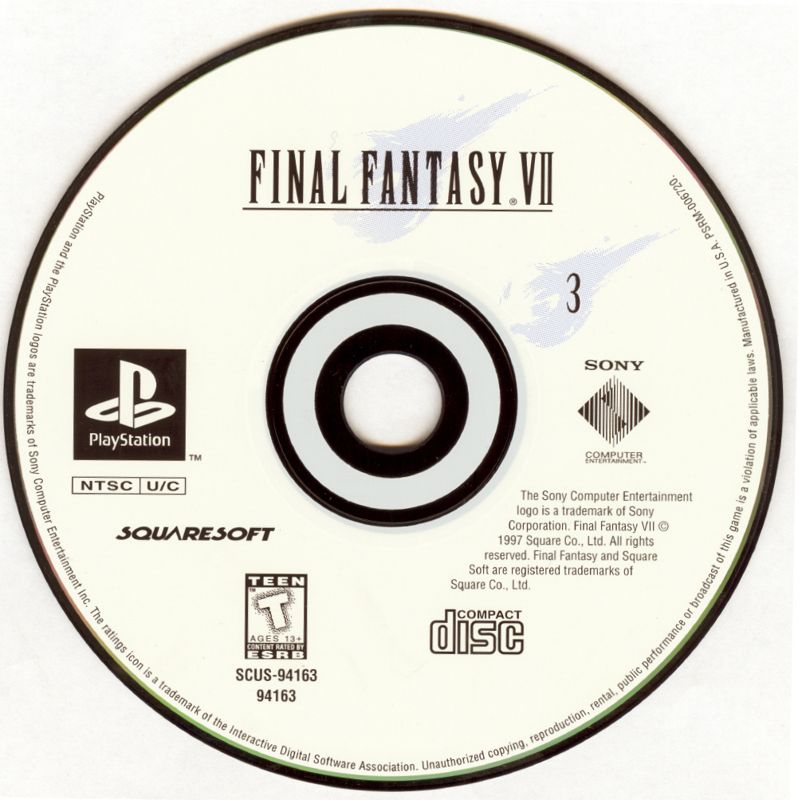 FINAL FANTASY® VII
3
PlayStation and the PlayStation logos are trademarks of Sony Computer Entertainment Inc. The ratings icon is a trademark of the Interactive Digital Software Association. Unauthorized copying, reproduction, rental, public performance or broadcast of this game is a violation of applicable laws. Manufactured in U.S.A. PSRM-006720.
PlayStation
TM
NTSC U/C
SQUARESOFT
SONY
COMPUTER
ENTERTAINMENT™
The Sony Computer Entertainment
logo is a trademark of Sony
Corporation. Final Fantasy VII ©
1997 Square Co., Ltd. All rights
reserved. Final Fantasy and Square
Soft are registered trademarks of
Square Co., Ltd.
TEEN
T
TM
AGES 13+
CONTENT RATED BY
ESRB
SCUS-94163
94163
COMPACT
disc